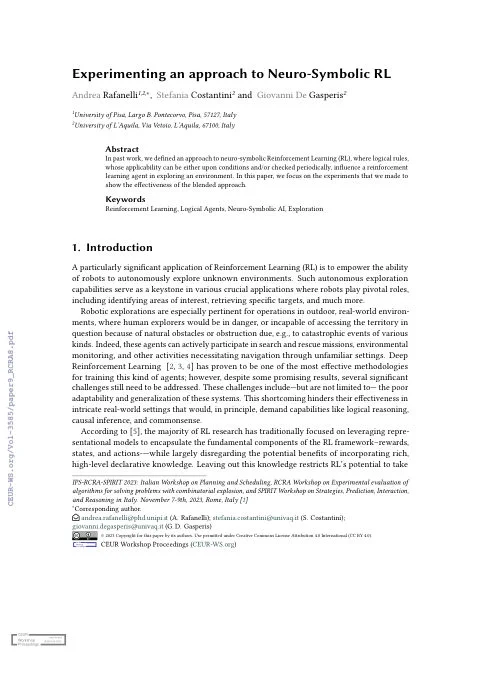 Experimenting an approach to Neuro-Symbolic RL
Andrea Rafanelli1,2,*, Stefania Costantini2 and Giovanni De Gasperis2
1University of Pisa, Largo B. Pontecorvo, Pisa, 57127, Italy
2University of L'Aquila, Via Vetoio, L'Aquila, 67100, Italy
Abstract
In past work, we defined an approach to neuro-symbolic Reinforcement Learning (RL), where logical rules,
whose applicability can be either upon conditions and/or checked periodically, influence a reinforcement
learning agent in exploring an environment. In this paper, we focus on the experiments that we made to
show the effectiveness of the blended approach.
Keywords
Reinforcement Learning, Logical Agents, Neuro-Symbolic AI, Exploration
1. Introduction
A particularly significant application of Reinforcement Learning (RL) is to empower the ability
of robots to autonomously explore unknown environments. Such autonomous exploration
capabilities serve as a keystone in various crucial applications where robots play pivotal roles,
including identifying areas of interest, retrieving specific targets, and much more.
Robotic explorations are especially pertinent for operations in outdoor, real-world environ-
ments, where human explorers would be in danger, or incapable of accessing the territory in
question because of natural obstacles or obstruction due, e.g., to catastrophic events of various
kinds. Indeed, these agents can actively participate in search and rescue missions, environmental
monitoring, and other activities necessitating navigation through unfamiliar settings. Deep
Reinforcement Learning [2, 3, 4] has proven to be one of the most effective methodologies
for training this kind of agents; however, despite some promising results, several significant
challenges still need to be addressed. These challenges include—but are not limited to— the poor
adaptability and generalization of these systems. This shortcoming hinders their effectiveness in
intricate real-world settings that would, in principle, demand capabilities like logical reasoning,
causal inference, and commonsense.
According to [5], the majority of RL research has traditionally focused on leveraging repre-
sentational models to encapsulate the fundamental components of the RL framework–rewards,
states, and actions–— while largely disregarding the potential benefits of incorporating rich,
high-level declarative knowledge. Leaving out this knowledge restricts RL's potential to take
IPS-RCRA-SPIRIT 2023: Italian Workshop on Planning and Scheduling, RCRA Workshop on Experimental evaluation of
algorithms for solving problems with combinatorial explosion, and SPIRIT Workshop on Strategies, Prediction, Interaction,
and Reasoning in Italy. November 7-9th, 2023, Rome, Italy [1]
*Corresponding author.
andrea.rafanelli@phd.unipi.it (A. Rafanelli); stefania.costantini@univaq.it (S. Costantini);
giovanni.degasperis@univaq.it (G. D. Gasperis)
© 2023 Copyright for this paper by its authors. Use permitted under Creative Commons License Attribution 4.0 International (CC BY 4.0).
CEUR Workshop Proceedings (CEUR-WS.org)
CEUR-WS.org/Vol-3585/paper9_RCRA8.pdf
CEUR
Workshop
Proceedings